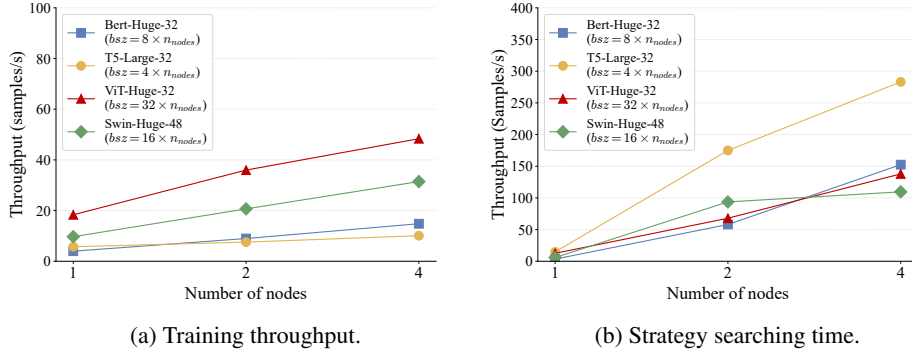 100
80
60
40
20
0
Throughput (samples/s)
Bert-Huge-32
(bsz = 8 × n_nodes)
T5-Large-32
(bsz = 4 × n_nodes)
ViT-Huge-32
(bsz = 32 × n_nodes)
Swin-Huge-48
(bsz = 16 × n_nodes)
1 2 4
Number of nodes
(a) Training throughput.
400
350
300
250
200
150
100
50
0
Throughput (Samples/s)
Bert-Huge-32
(bsz = 8 × n_nodes)
T5-Large-32
(bsz = 4 × n_nodes)
ViT-Huge-32
(bsz = 32 × n_nodes)
Swin-Huge-48
(bsz = 16 × n_nodes)
1 2 4
Number of nodes
(b) Strategy searching time.